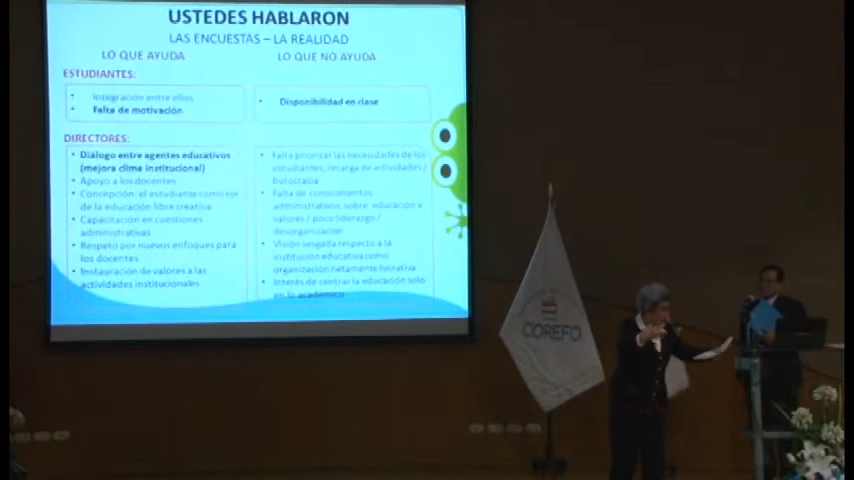 USTEDES HABLARON
LAS ENCUESTAS – LA REALIDAD
LO QUE AYUDA
LO QUE NO AYUDA
ESTUDIANTES:
• Integración entre ellos
• Falta de motivación
• Disponibilidad en clase
DIRECTORES:
• Diálogo entre agentes educativos
(mejora clima institucional)
• Apoyo a los docentes
• Concepción: el estudiante como eje
de la educación libre creativa
• Capacitación en cuestiones
administrativas
• Respeto por nuevos enfoques para
los docentes
• Instauración de valores a las
actividades institucionales
• Falta priorizar las necesidades de los
estudiantes, recarga de actividades /
burocracia
• Falta de conocimientos
administrativos, sobre educación y
valores / poco liderazgo /
desorganización
• Visión sesgada respecto a la
institución educativa como
organización netamente lucrativa
• Interés de centrar la educación solo
en lo académico
COREFO